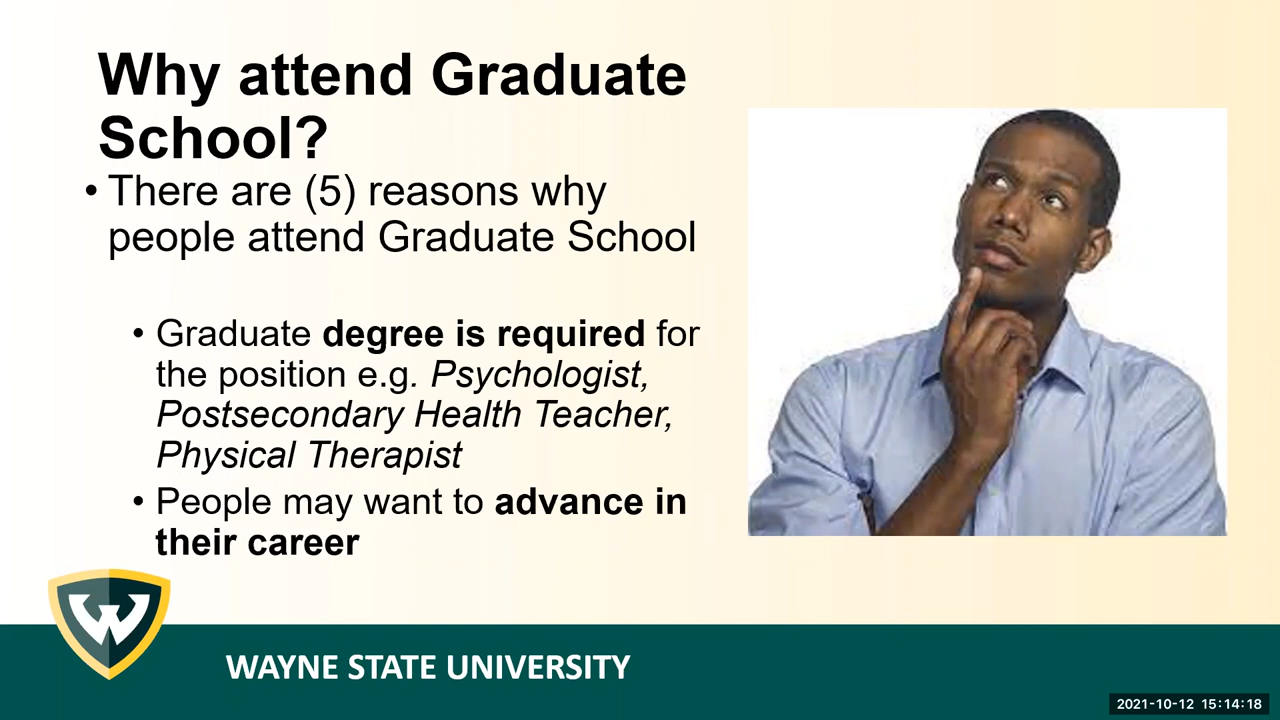 Why attend Graduate
School?
• There are (5) reasons why
people attend Graduate School
• Graduate degree is required for
the position e.g. Psychologist,
Postsecondary Health Teacher,
Physical Therapist
• People may want to advance in
their career
W
WAYNE STATE UNIVERSITY
2021-10-12 15:14:18